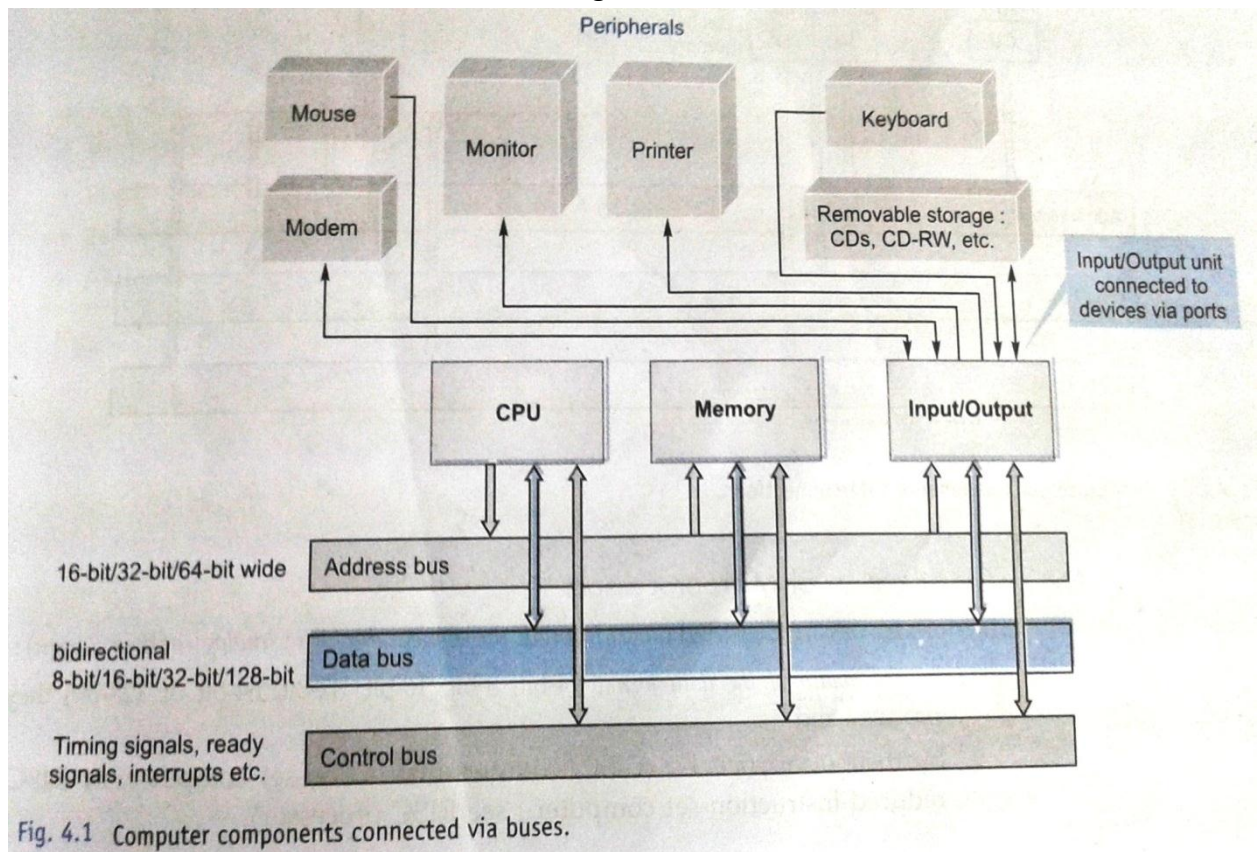 Peripherals
Mouse
Monitor
Printer
Keyboard
Modem
Removable storage :
CDs, CD-RW, etc.
Input/Output unit
connected to
devices via ports
CPU
Memory
Input/Output
16-bit/32-bit/64-bit wide
Address bus
bidirectional
8-bit/16-bit/32-bit/128-bit
Data bus
Timing signals, ready
signals, interrupts etc.
Control bus
Fig. 4.1 Computer components connected via buses.